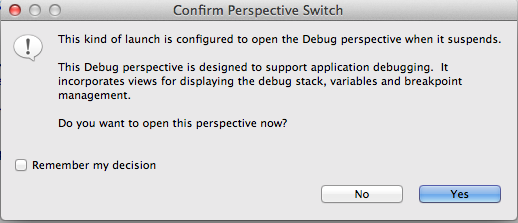 Confirm Perspective Switch
This kind of launch is configured to open the Debug perspective when it suspends.
This Debug perspective is designed to support application debugging.  It
incorporates views for displaying the debug stack, variables and breakpoint
management.
Do you want to open this perspective now?
Remember my decision
No
Yes